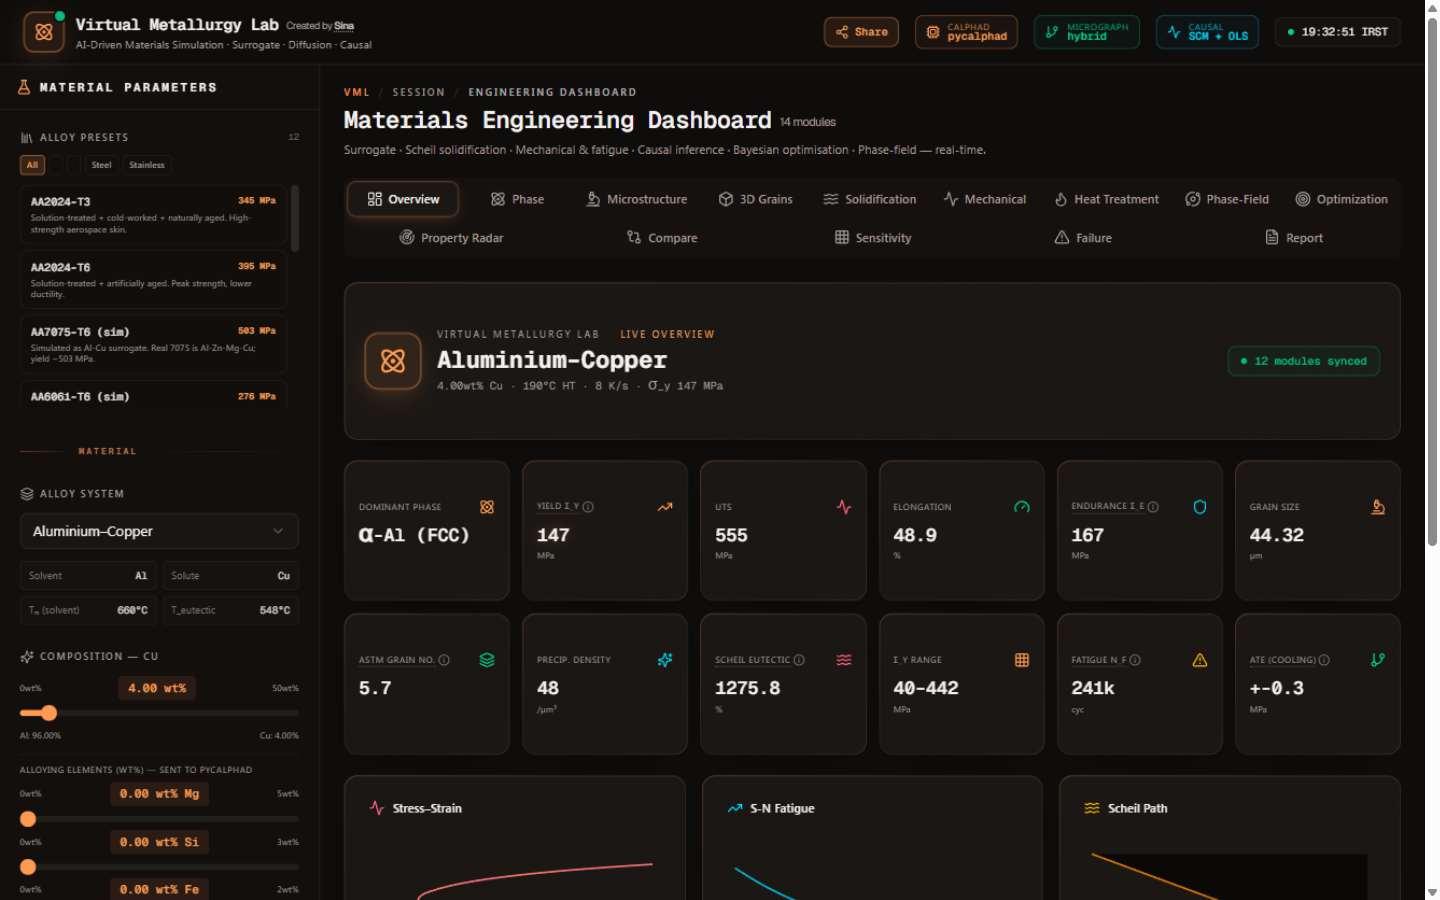 Virtual Metallurgy Lab Created by Sina
AI-Driven Materials Simulation · Surrogate · Diffusion · Causal
Share
CALPHAD
pycalphad
MICROGRAPH
hybrid
CAUSAL
SCM + OLS
19:32:51 IRST
MATERIAL PARAMETERS
ALLOY PRESETS 12
All
Steel
Stainless
AA2024-T3 345 MPa
Solution-treated + cold-worked + naturally aged. High-
strength aerospace skin.
AA2024-T6 395 MPa
Solution-treated + artificially aged. Peak strength, lower
ductility.
AA7075-T6 (sim) 503 MPa
Simulated as Al-Cu surrogate. Real 7075 is Al-Zn-Mg-Cu;
yield ~503 MPa.
AA6061-T6 (sim) 276 MPa
MATERIAL
ALLOY SYSTEM
Aluminium–Copper
Solvent Al
Solute Cu
Tₘ (solvent) 660°C
T_eutectic 548°C
COMPOSITION — CU
0wt% 4.00 wt% 50wt%
Al: 96.00% Cu: 4.00%
ALLOYING ELEMENTS (WT%) — SENT TO PYCALPHAD
0wt% 0.00 wt% Mg 5wt%
0wt% 0.00 wt% Si 3wt%
0wt% 0.00 wt% Fe 2wt%
VML / SESSION / ENGINEERING DASHBOARD
Materials Engineering Dashboard 14 modules
Surrogate · Scheil solidification · Mechanical & fatigue · Causal inference · Bayesian optimisation · Phase-field — real-time.
Overview
Phase
Microstructure
3D Grains
Solidification
Mechanical
Heat Treatment
Phase-Field
Optimization
Property Radar
Compare
Sensitivity
Failure
Report
VIRTUAL METALLURGY LAB · LIVE OVERVIEW
Aluminium–Copper
4.00wt% Cu · 190°C HT · 8 K/s · σ_y 147 MPa
12 modules synced
DOMINANT PHASE
α-Al (FCC)
YIELD Σ_Y
147
MPa
UTS
555
MPa
ELONGATION
48.9
%
ENDURANCE Σ_E
167
MPa
GRAIN SIZE
44.32
μm
ASTM GRAIN NO.
5.7
PRECIP. DENSITY
48
/μm³
SCHEIL EUTECTIC
1275.8
%
Σ_Y RANGE
40–442
MPa
FATIGUE N_F
241k
cyc
ATE (COOLING)
+-0.3
MPa
Stress–Strain
S-N Fatigue
Scheil Path